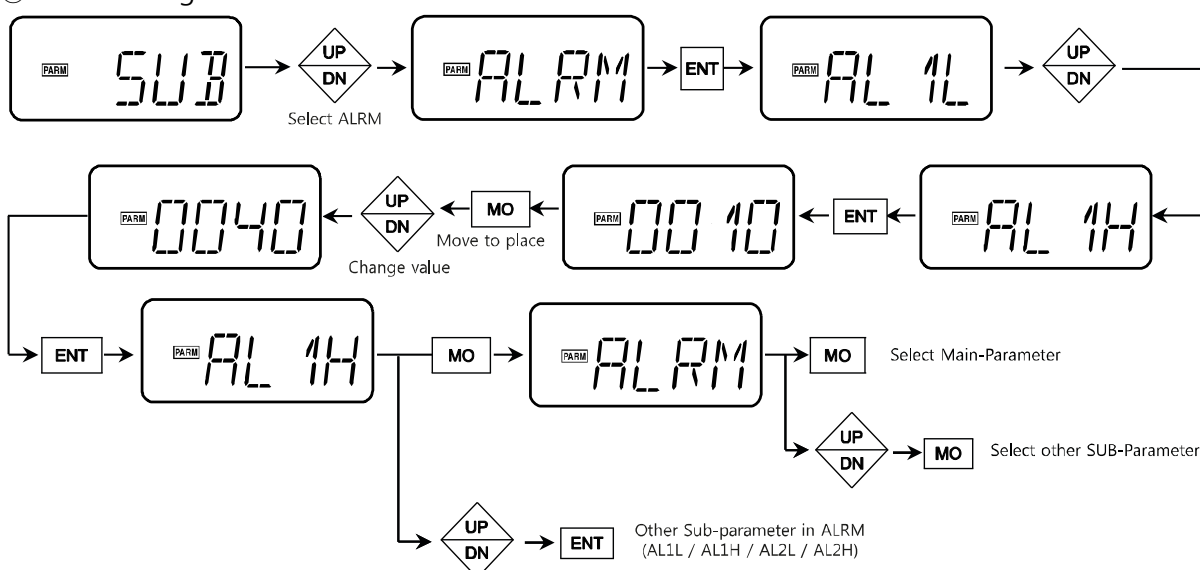 PARM SUB
UP
DN
Select ALRM
PARM ALRM
ENT
PARM AL 1L
UP
DN
PARM 0040
UP
DN
Change value
MO
Move to place
PARM 0010
ENT
PARM AL 1H
ENT
PARM AL 1H
MO
PARM ALRM
MO
Select Main-Parameter
UP
DN
MO
Select other SUB-Parameter
UP
DN
ENT
Other Sub-parameter in ALRM
(AL1L / AL1H / AL2L / AL2H)